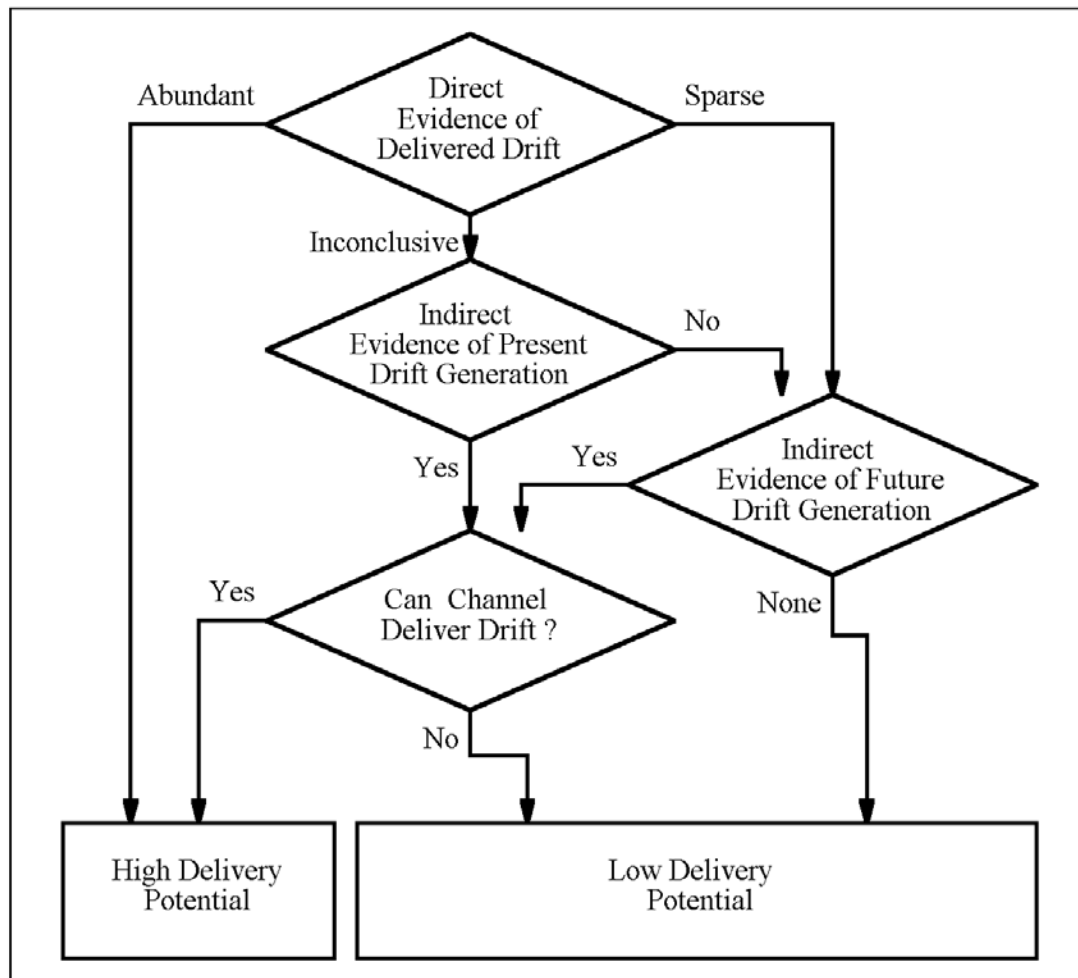 Abundant
Direct
Evidence of
Delivered Drift
Sparse
Inconclusive
Indirect
Evidence of Present
Drift Generation
No
Yes
Yes
Indirect
Evidence of Future
Drift Generation
Yes
Can Channel
Deliver Drift ?
None
No
High Delivery
Potential
Low Delivery
Potential